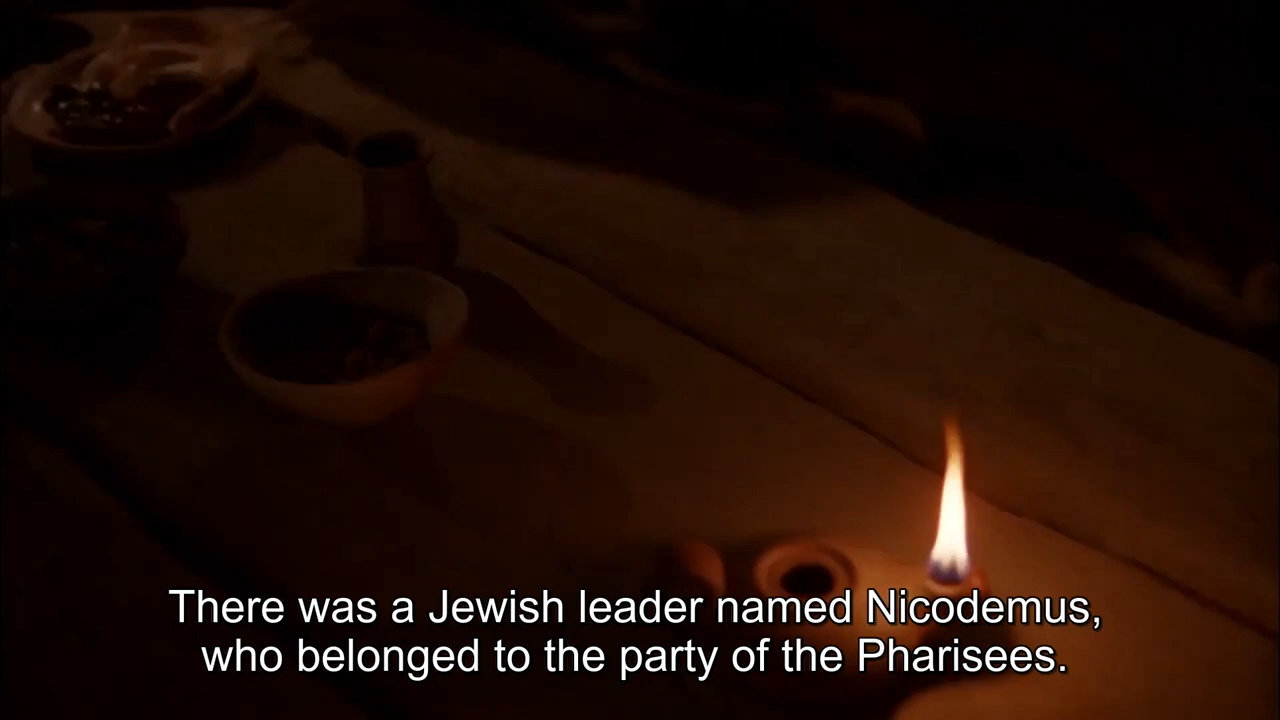 There was a Jewish leader named Nicodemus,
who belonged to the party of the Pharisees.